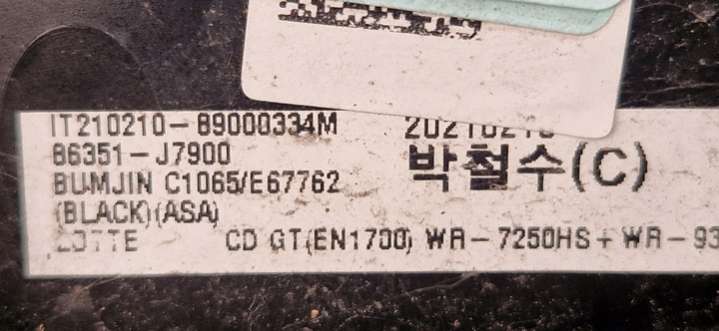 IT210210-89000334M
86351-J7900
박철수(C)
BUMJIN C1065/E67762
(BLACK)(ASA)
LOTTE CD GT(EN1700) WR-7250HS+WR-93